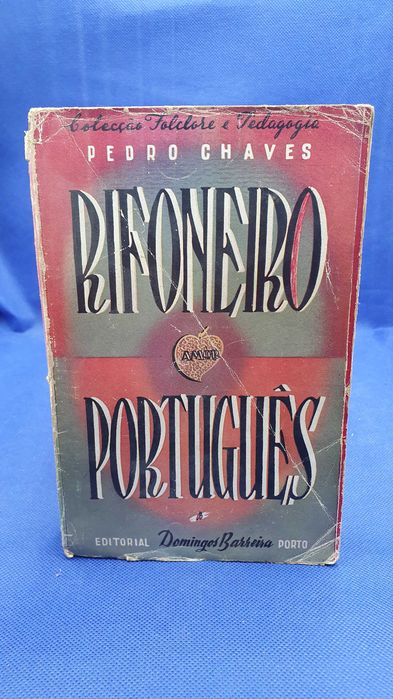 Colecção Folclore e Pedagogia
PEDRO CHAVES
RIFONEIRO
AMOR
PORTUGUÊS
EDITORIAL Domingos Barreira PORTO